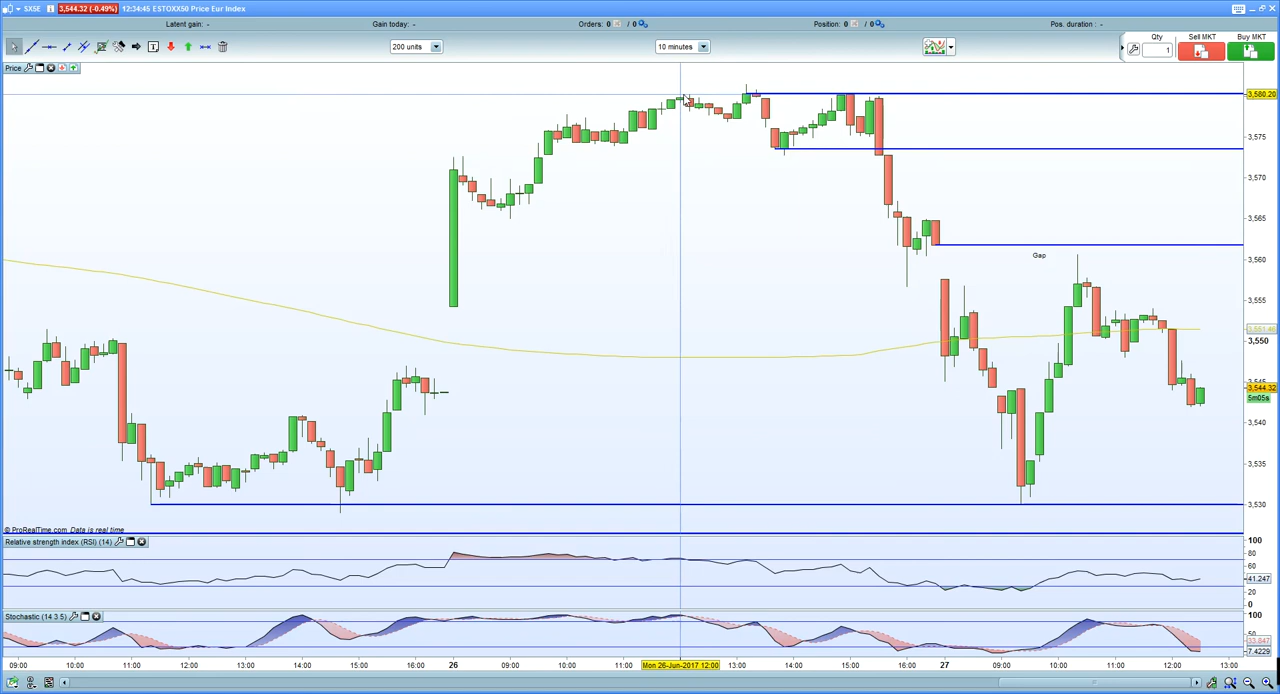 SX5E 3,544.32 (-0.49%) 12:34:45 ESTOXX50 Price Eur Index
Latent gain: - Gain today: - Orders: 0 / 0 Position: 0 / 0 Pos. duration : -
200 units 10 minutes Qty Sell MKT Buy MKT
1
Price
3,580.20
3,575
3,570
3,565
Gap
3,560
3,555
3,550
3,544.32
5m05s
3,540
3,535
3,530
© ProRealTime.com Data is real time
Relative strength index (RSI) (14)
100
80
60
41.247
20
0
Stochastic (14 3 5)
100
50
33.847
7.4229
09:00 10:00 11:00 12:00 13:00 14:00 15:00 16:00 26 09:00 10:00 11:00 Mon 26-Jun-2017 12:00 13:00 14:00 15:00 16:00 27 09:00 10:00 11:00 12:00 13:00